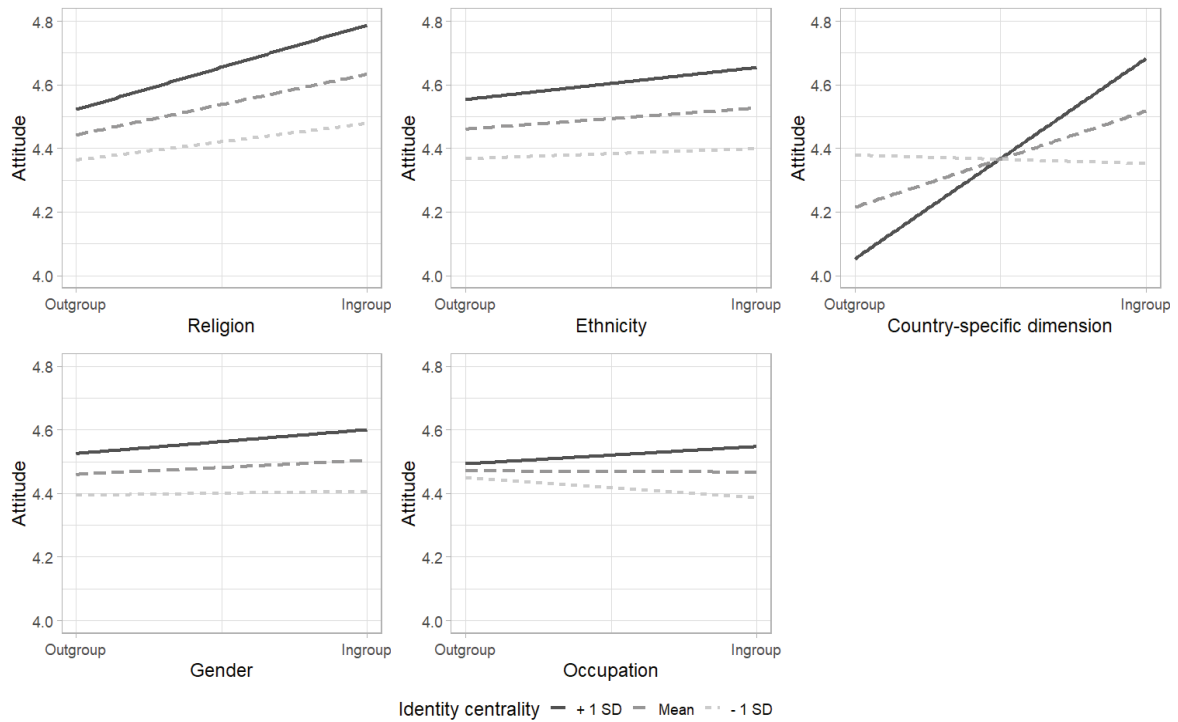 4.8
4.6
4.4
4.2
4.0
Attitude
Outgroup Ingroup
Religion
4.8
4.6
4.4
4.2
4.0
Attitude
Outgroup Ingroup
Ethnicity
4.8
4.6
4.4
4.2
4.0
Attitude
Outgroup Ingroup
Country-specific dimension
4.8
4.6
4.4
4.2
4.0
Attitude
Outgroup Ingroup
Gender
4.8
4.6
4.4
4.2
4.0
Attitude
Outgroup Ingroup
Occupation
Identity centrality + 1 SD Mean - 1 SD